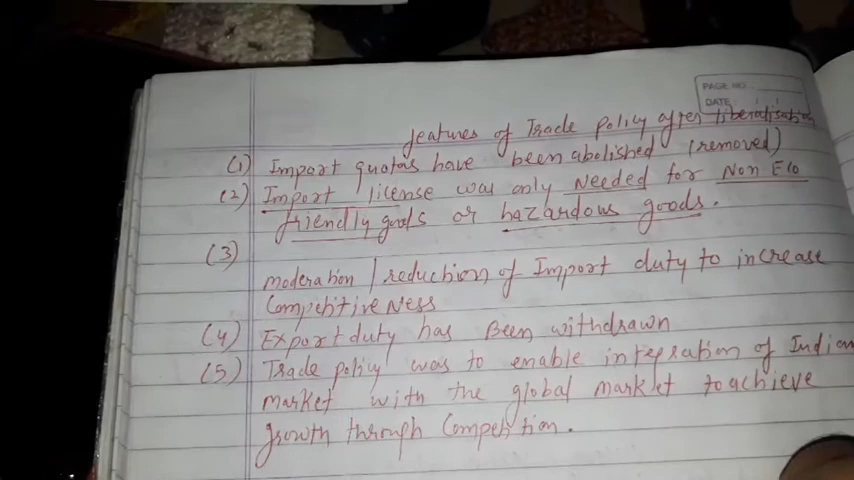 PAGE NO.
DATE:
features of Trade policy after liberalisation
(1) Import quotas have been abolished (removed)
(2) Import license was only Needed for Non Eco
friendly goods or hazardous goods.
(3)
moderation / reduction of Import duty to increase
Competitiveness
(4) Export duty has Been withdrawn
(5) Trade policy was to enable integration of Indian
market with the global market to achieve
growth through Competition.